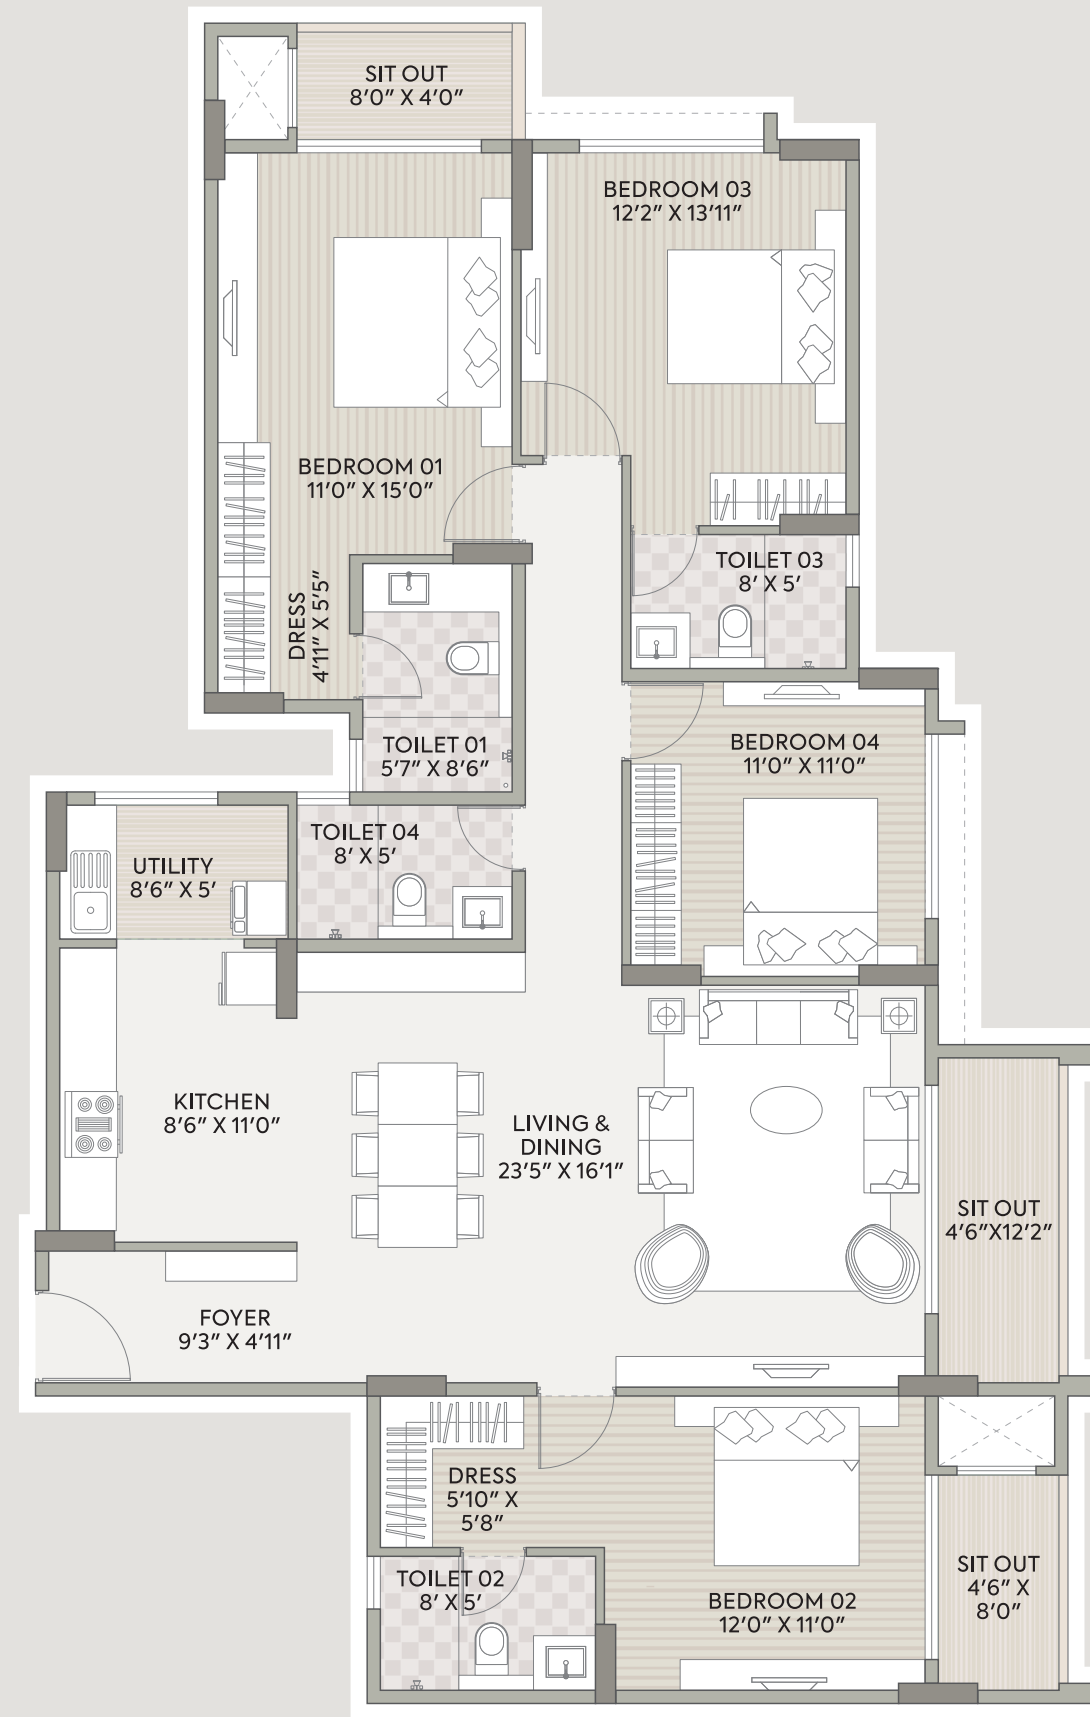 SIT OUT
8'0" X 4'0"
BEDROOM 03
12'2" X 13'11"
BEDROOM 01
11'0" X 15'0"
TOILET 03
8' X 5'
DRESS
4'11" X 5'5"
TOILET 01
5'7" X 8'6"
BEDROOM 04
11'0" X 11'0"
TOILET 04
8' X 5'
UTILITY
8'6" X 5'
KITCHEN
8'6" X 11'0"
LIVING &
DINING
23'5" X 16'1"
SIT OUT
4'6"X12'2"
FOYER
9'3" X 4'11"
DRESS
5'10" X
5'8"
TOILET 02
8' X 5'
BEDROOM 02
12'0" X 11'0"
SIT OUT
4'6" X
8'0"